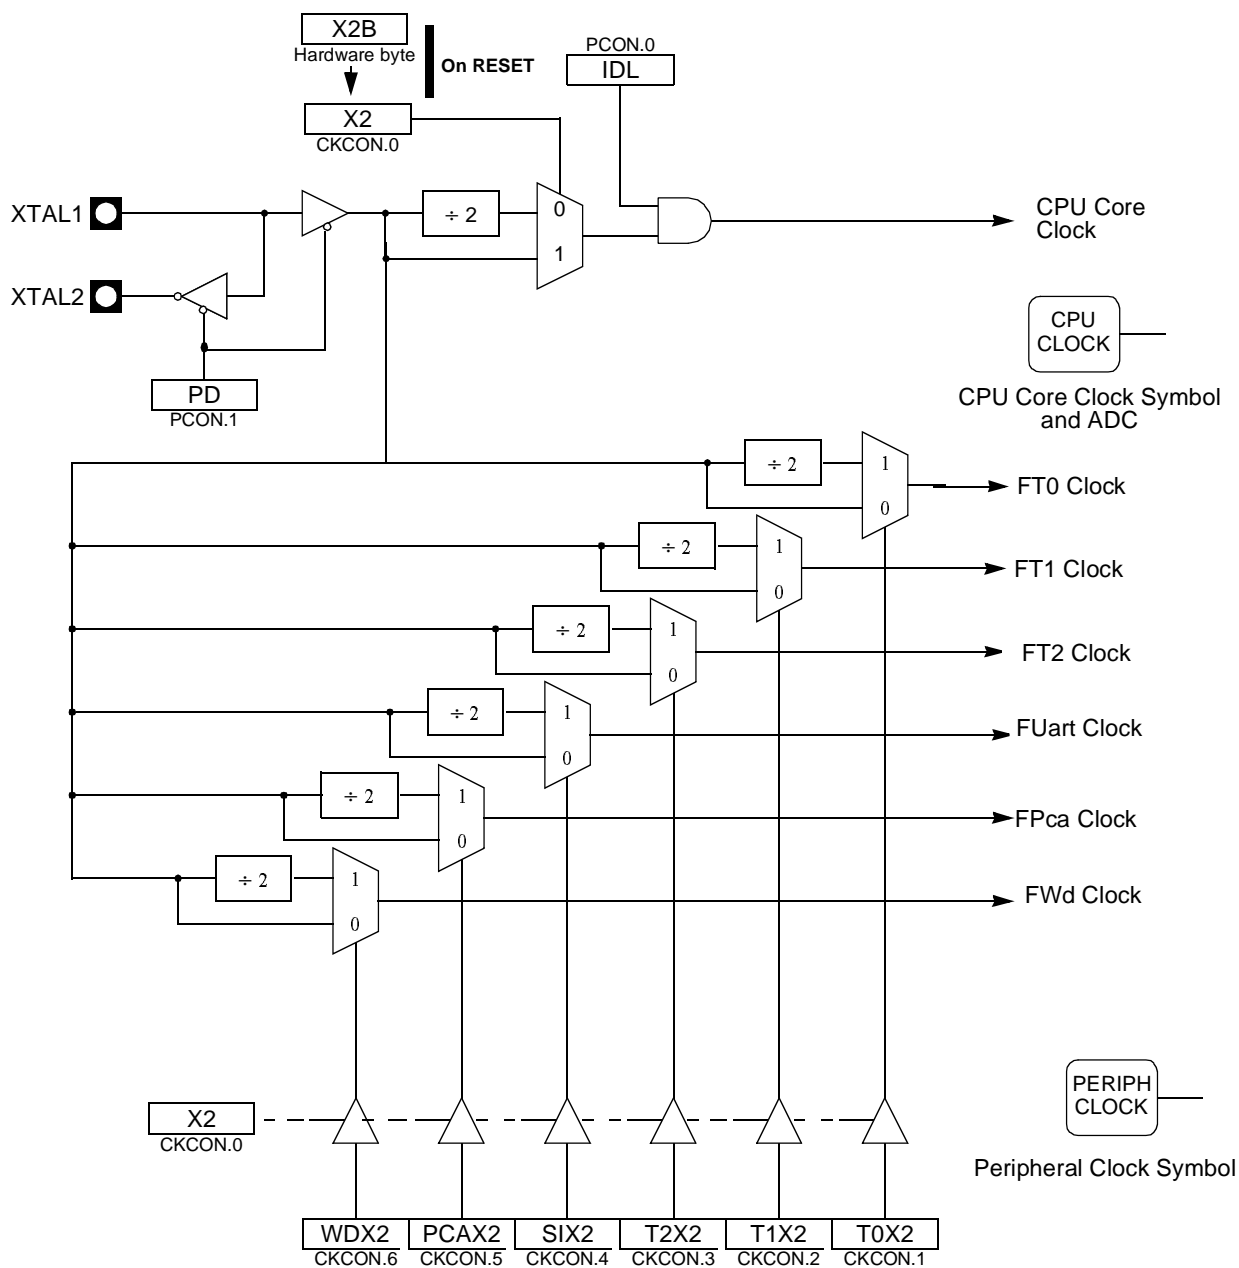 X2B
Hardware byte
On RESET
X2
CKCON.0
PCON.0
IDL
XTAL1
÷ 2
0
1
CPU Core
Clock
XTAL2
PD
PCON.1
CPU
CLOCK
CPU Core Clock Symbol
and ADC
÷ 2
1
0
FT0 Clock
÷ 2
1
0
FT1 Clock
÷ 2
1
0
FT2 Clock
÷ 2
1
0
FUart Clock
÷ 2
1
0
FPca Clock
÷ 2
1
0
FWd Clock
X2
CKCON.0
PERIPH
CLOCK
Peripheral Clock Symbol
WDX2
CKCON.6
PCAX2
CKCON.5
SIX2
CKCON.4
T2X2
CKCON.3
T1X2
CKCON.2
T0X2
CKCON.1